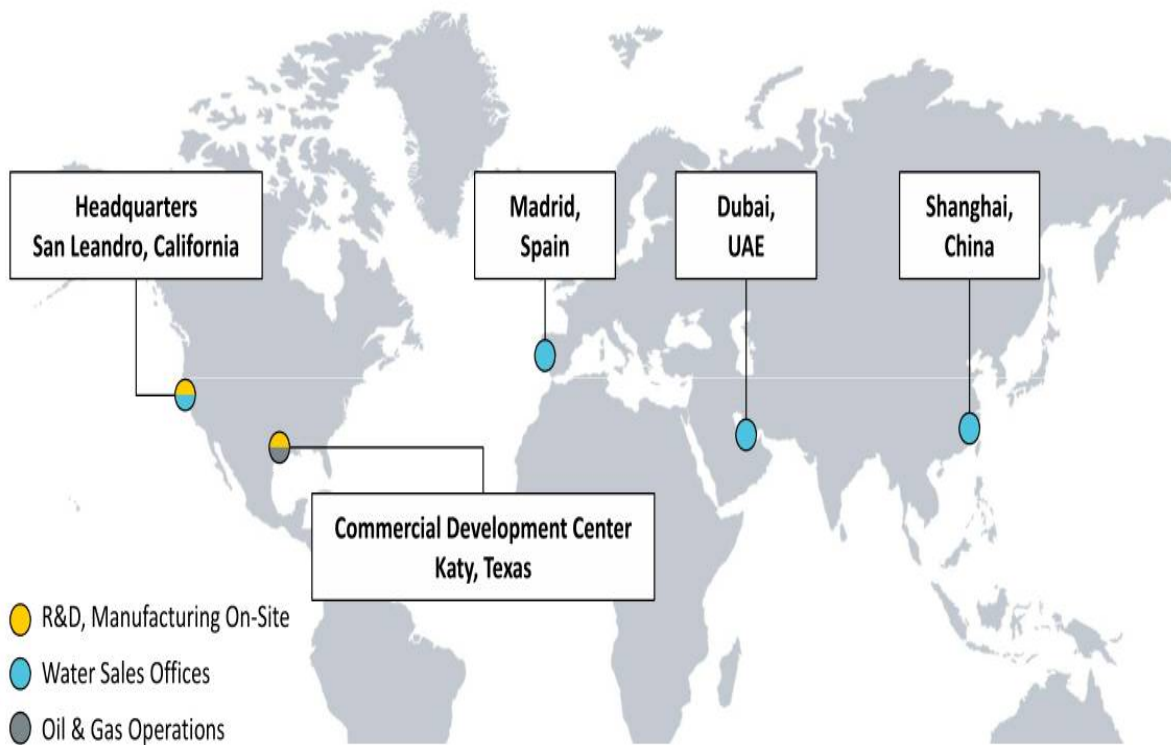 Headquarters
San Leandro, California
Madrid,
Spain
Dubai,
UAE
Shanghai,
China
Commercial Development Center
Katy, Texas
R&D, Manufacturing On-Site
Water Sales Offices
Oil & Gas Operations